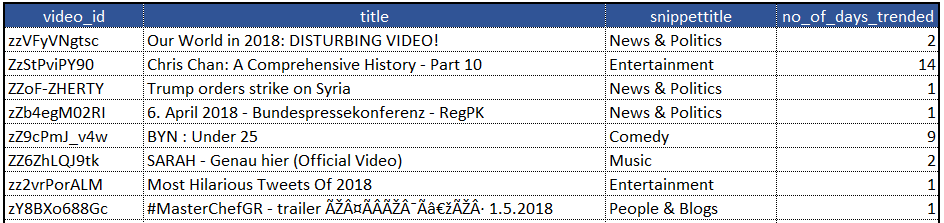 video_id title snippettitle no_of_days_trended
zzVFyVNgtsc Our World in 2018: DISTURBING VIDEO! News & Politics 2
ZzStPviPY90 Chris Chan: A Comprehensive History - Part 10 Entertainment 14
ZZoF-ZHERTY Trump orders strike on Syria News & Politics 1
zZb4egM02RI 6. April 2018 - Bundespressekonferenz - RegPK News & Politics 1
zZ9cPmJ_v4w BYN : Under 25 Comedy 9
ZZ6ZhLQJ9tk SARAH - Genau hier (Official Video) Music 2
zz2vrPorALM Most Hilarious Tweets Of 2018 Entertainment 1
zY8BXo688Gc #MasterChefGR - trailer 1.5.2018 People & Blogs 1